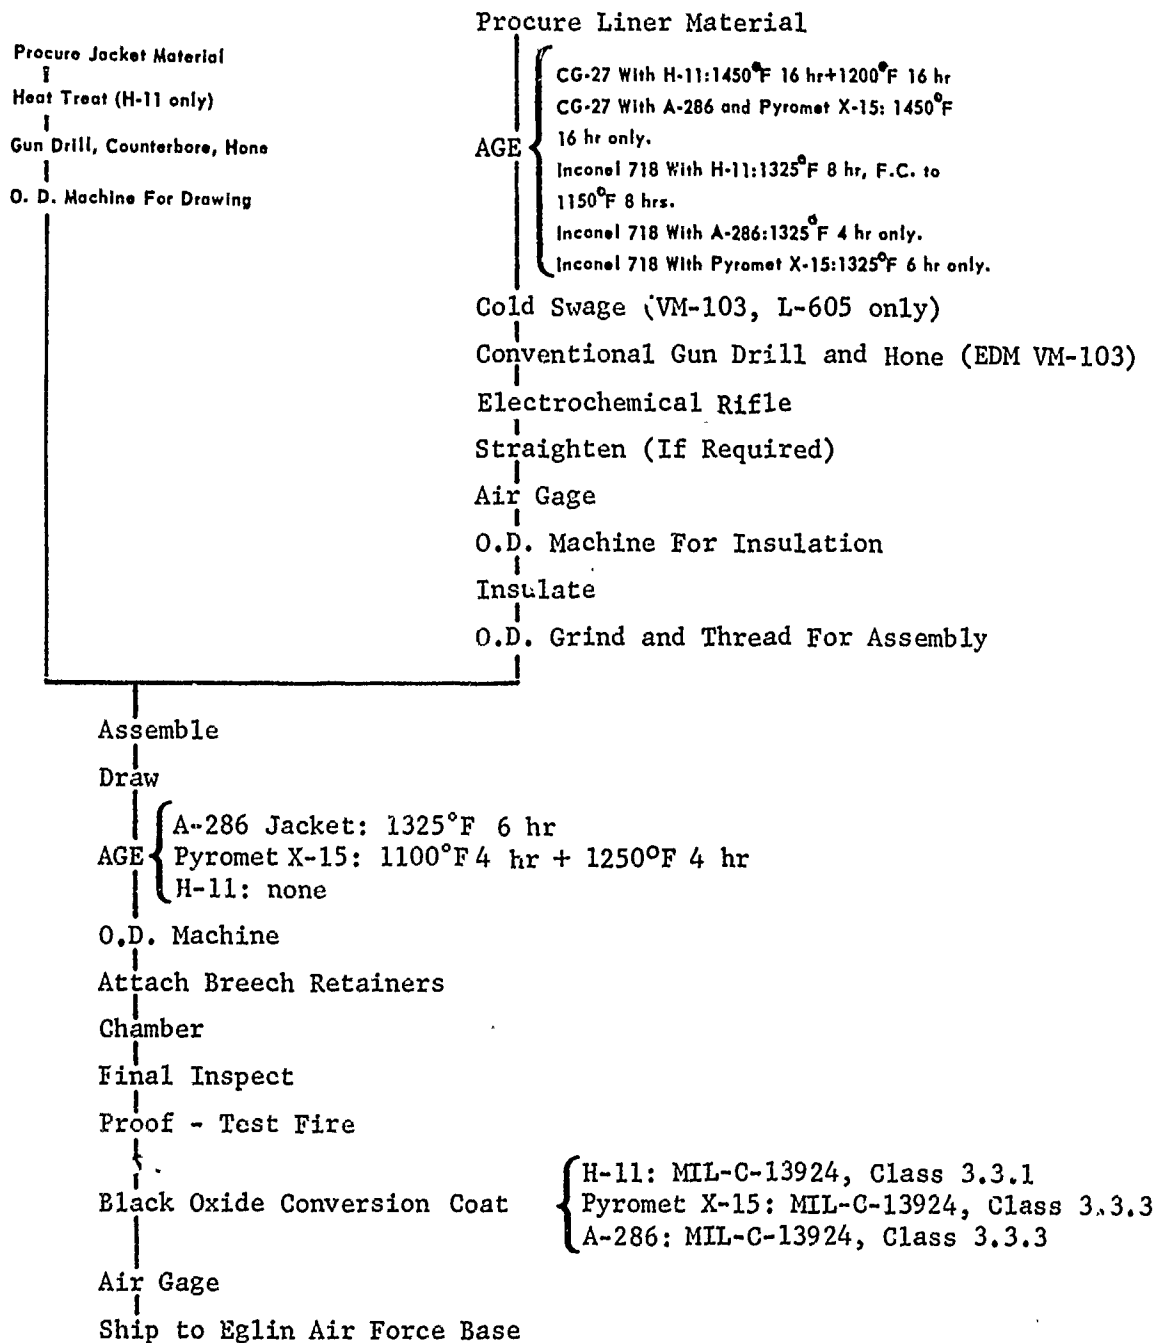 Procure Jacket Material
Heat Treat (H-11 only)
Gun Drill, Counterbore, Hone
O. D. Machine For Drawing
Procure Liner Material
AGE
CG-27 With H-11:1450°F 16 hr+1200°F 16 hr
CG-27 With A-286 and Pyromet X-15: 1450°F
16 hr only.
Inconel 718 With H-11:1325°F 8 hr, F.C. to
1150°F 8 hrs.
Inconel 718 With A-286:1325°F 4 hr only.
Inconel 718 With Pyromet X-15:1325°F 6 hr only.
Cold Swage (VM-103, L-605 only)
Conventional Gun Drill and Hone (EDM VM-103)
Electrochemical Rifle
Straighten (If Required)
Air Gage
O.D. Machine For Insulation
Insulate
O.D. Grind and Thread For Assembly
Assemble
Draw
AGE
A-286 Jacket: 1325°F 6 hr
Pyromet X-15: 1100°F 4 hr + 1250°F 4 hr
H-11: none
O.D. Machine
Attach Breech Retainers
Chamber
Final Inspect
Proof - Test Fire
Black Oxide Conversion Coat
H-11: MIL-C-13924, Class 3.3.1
Pyromet X-15: MIL-C-13924, Class 3.3.3
A-286: MIL-C-13924, Class 3.3.3
Air Gage
Ship to Eglin Air Force Base